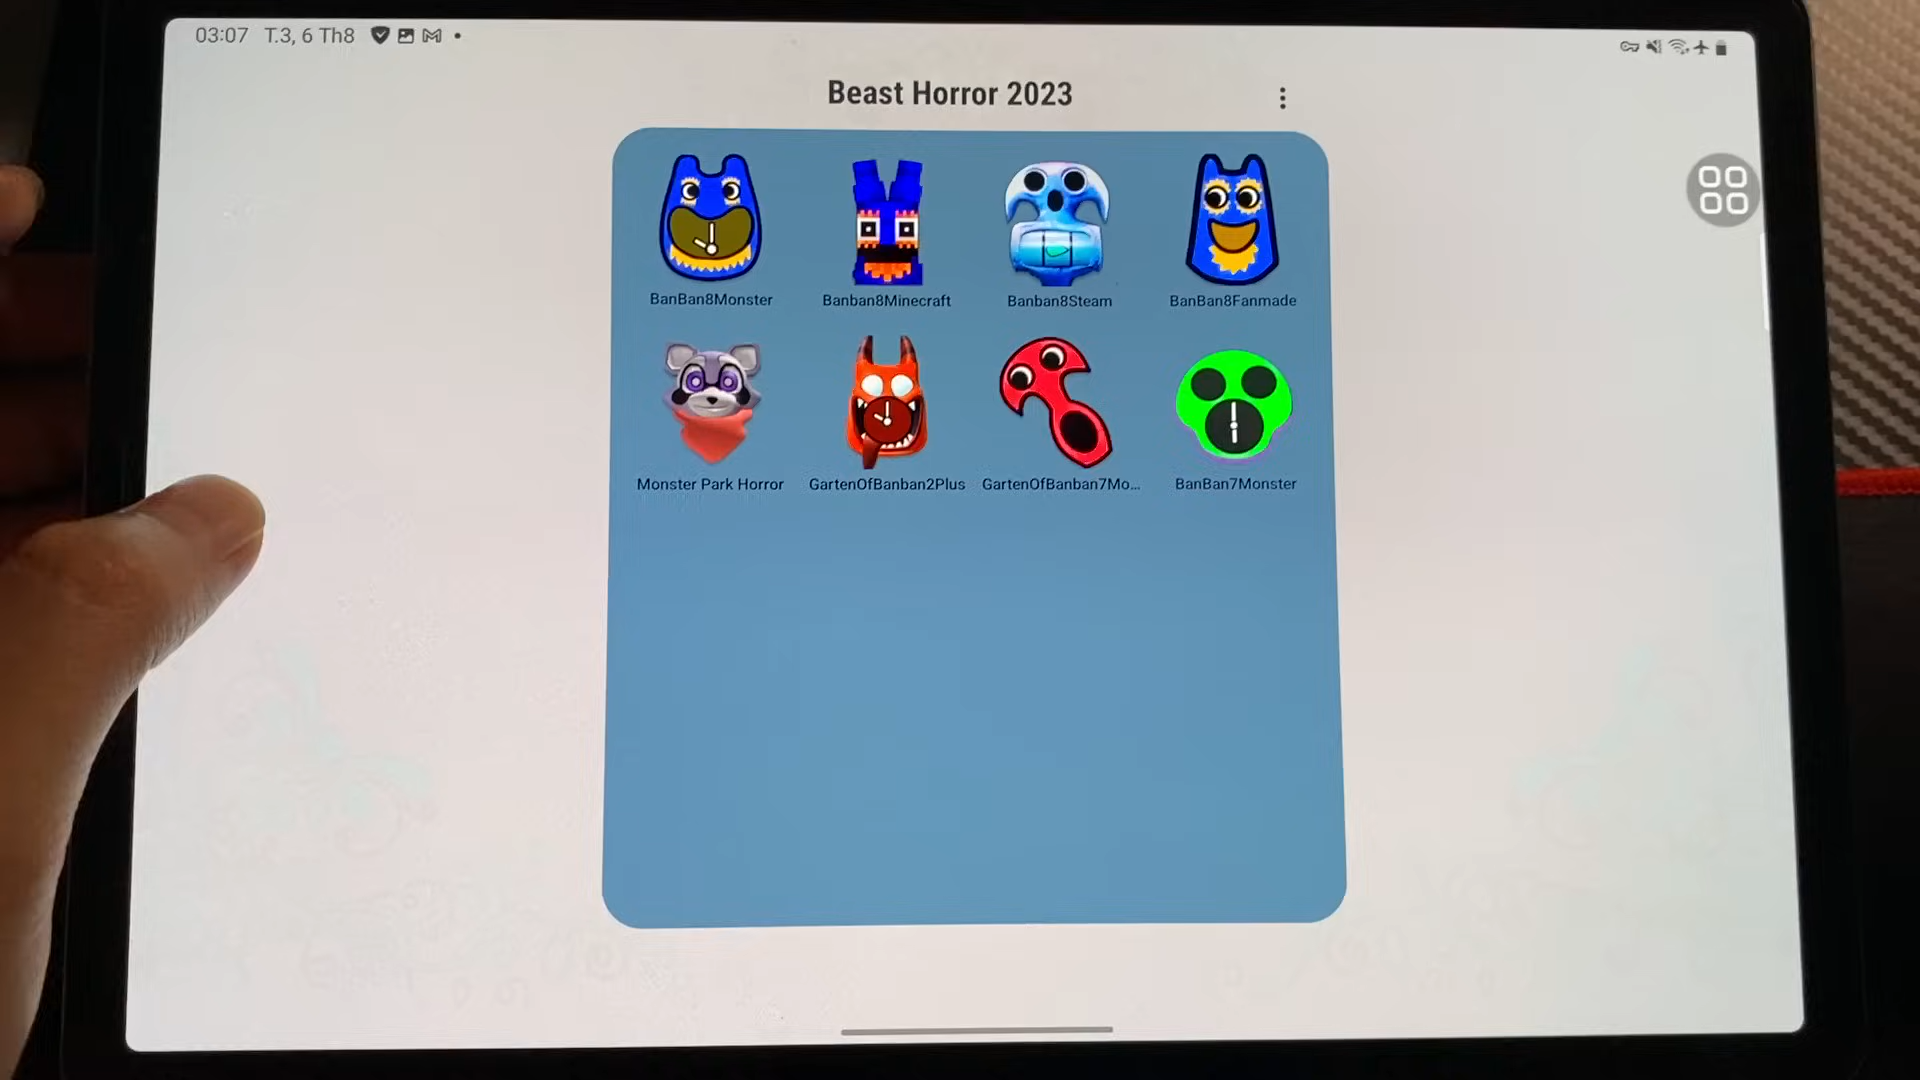 03:07 T.3, 6 Th8
Beast Horror 2023
BanBan8Monster
Banban8Minecraft
Banban8Steam
BanBan8Fanmade
Monster Park Horror
GartenOfBanban2Plus
GartenOfBanban7Mo...
BanBan7Monster